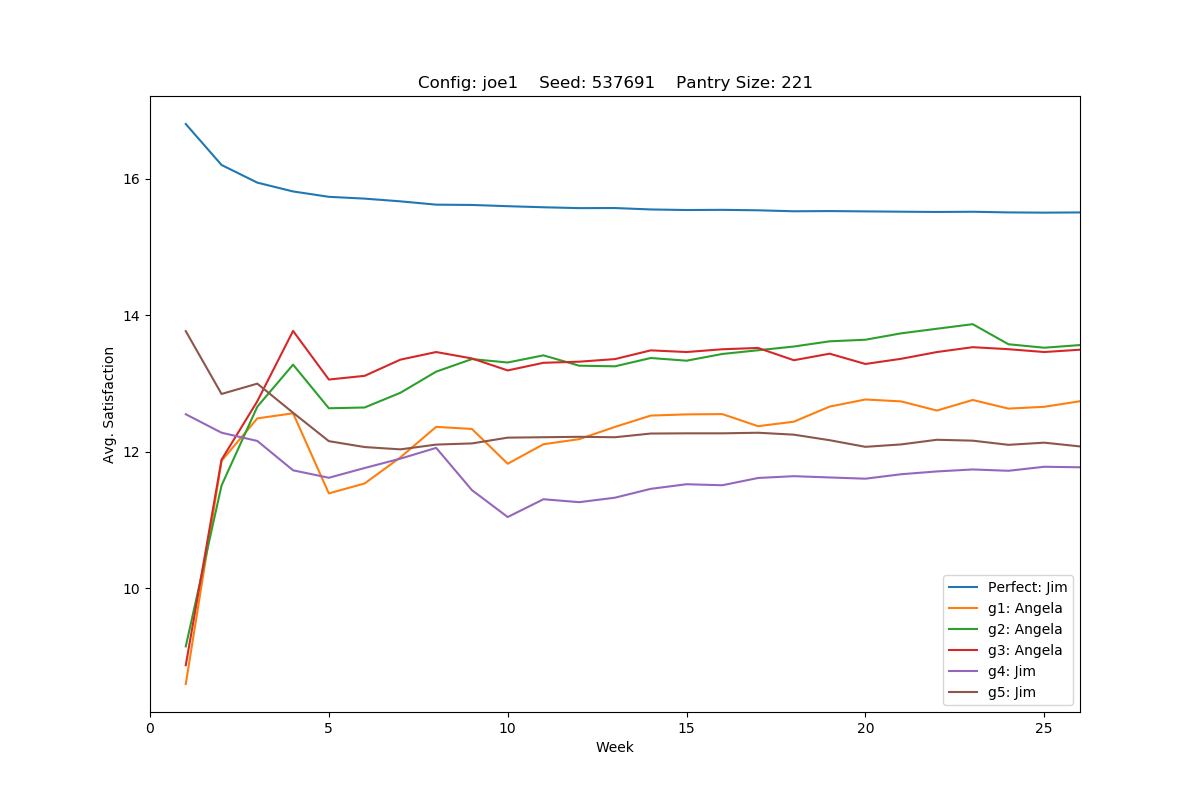 Config: joe1    Seed: 537691    Pantry Size: 221
16
14
12
10
Avg. Satisfaction
0 5 10 15 20 25
Week
Perfect: Jim
g1: Angela
g2: Angela
g3: Angela
g4: Jim
g5: Jim